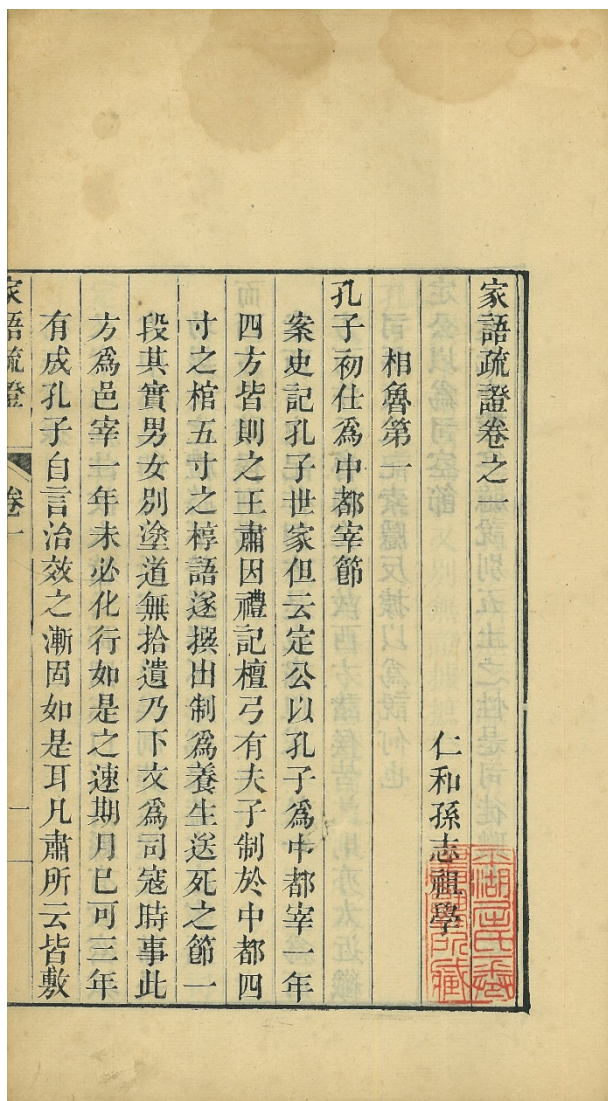 家語疏證卷之一
仁和孫志祖學
相魯第一
孔子初仕爲中都宰節
案史記孔子世家但云定公以孔子爲中都宰一年
四方皆則之王肅因禮記檀弓有夫子制於中都四
寸之棺五寸之椁語遂撰出制爲養生送死之節一
段其實男女別塗道無拾遺乃下文爲司寇時事此
方爲邑宰一年未必化行如是之速期月已可三年
有成孔子自言治效之漸固如是耳凡肅所云皆敷
家語疏證
卷一
一